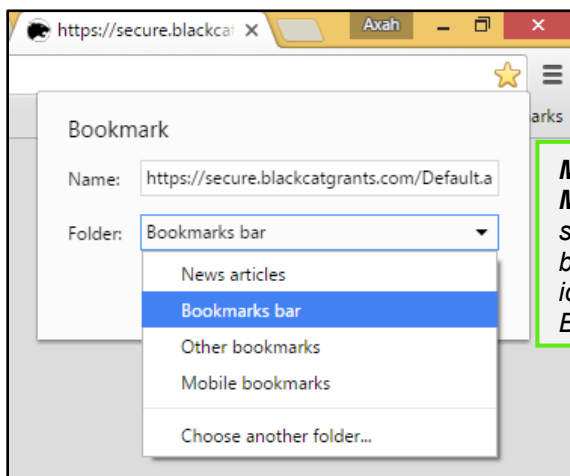 https://secure.blackcat
Axah
arks
Bookmark
Name: https://secure.blackcatgrants.com/Default.a
Folder: Bookmarks bar
News articles
Bookmarks bar
Other bookmarks
Mobile bookmarks
Choose another folder...